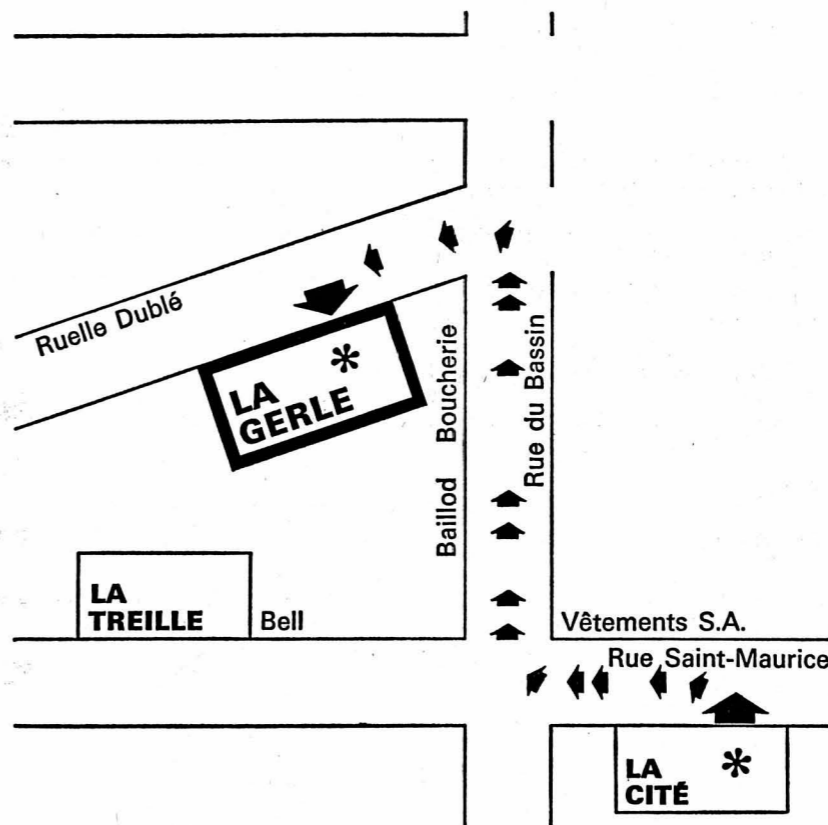 Ruelle Dublé
LA
GERLE
*
Baillod Boucherie
Rue du Bassin
LA
TREILLE
Bell
Vêtements S.A.
Rue Saint-Maurice
LA
CITÉ
*